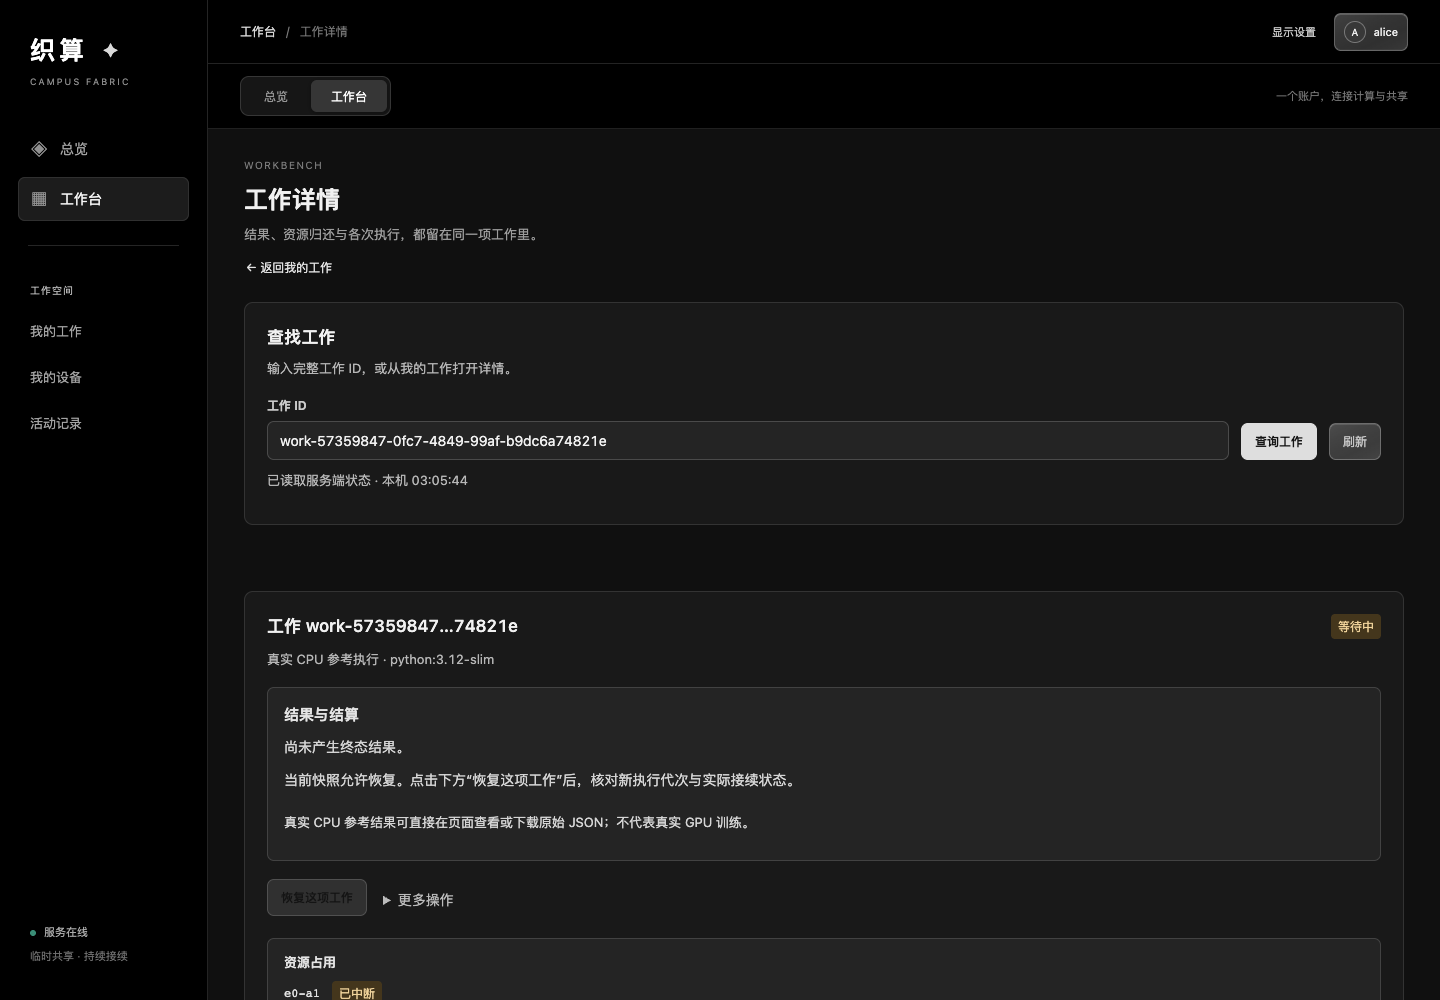 织算
CAMPUS FABRIC
总览
工作台
工作空间
我的工作
我的设备
活动记录
服务在线
临时共享 · 持续接续
工作台 / 工作详情
显示设置
A alice
总览 工作台
一个账户，连接计算与共享
WORKBENCH
工作详情
结果、资源归还与各次执行，都留在同一项工作里。
← 返回我的工作
查找工作
输入完整工作 ID，或从我的工作打开详情。
工作 ID
work-57359847-0fc7-4849-99af-b9dc6a74821e
查询工作 刷新
已读取服务端状态 · 本机 03:05:44
工作 work-57359847...74821e
等待中
真实 CPU 参考执行 · python:3.12-slim
结果与结算
尚未产生终态结果。
当前快照允许恢复。点击下方“恢复这项工作”后，核对新执行代次与实际接续状态。
真实 CPU 参考结果可直接在页面查看或下载原始 JSON；不代表真实 GPU 训练。
恢复这项工作 ▶ 更多操作
资源占用
e0-a1 已中断